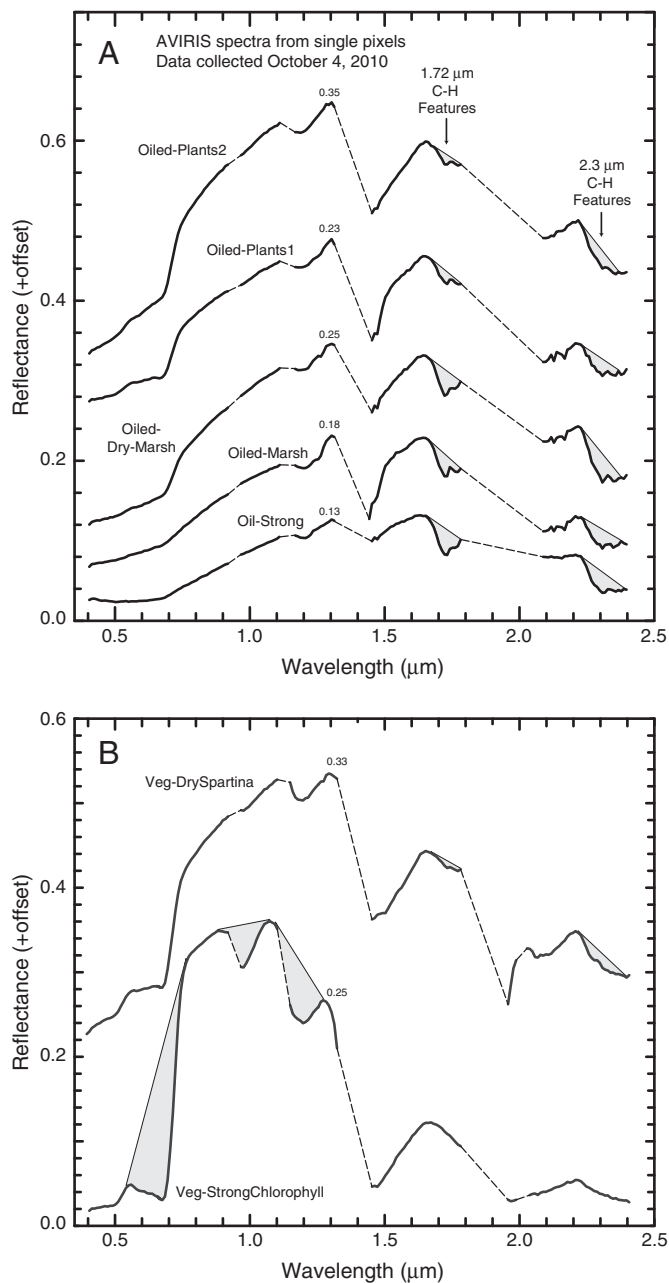 A
AVIRIS spectra from single pixels
Data collected October 4, 2010
1.72 μm
C-H
Features
2.3 μm
C-H
Features
0.35
Oiled-Plants2
0.23
Oiled-Plants1
0.25
Oiled-
Dry-Marsh
0.18
Oiled-Marsh
0.13
Oil-Strong
0.6
0.4
0.2
0.0
Reflectance (+offset)
0.5
1.0
1.5
2.0
2.5
Wavelength (μm)
B
0.33
Veg-DrySpartina
0.25
Veg-StrongChlorophyll
0.6
0.4
0.2
0.0
Reflectance (+offset)
0.5
1.0
1.5
2.0
2.5
Wavelength (μm)